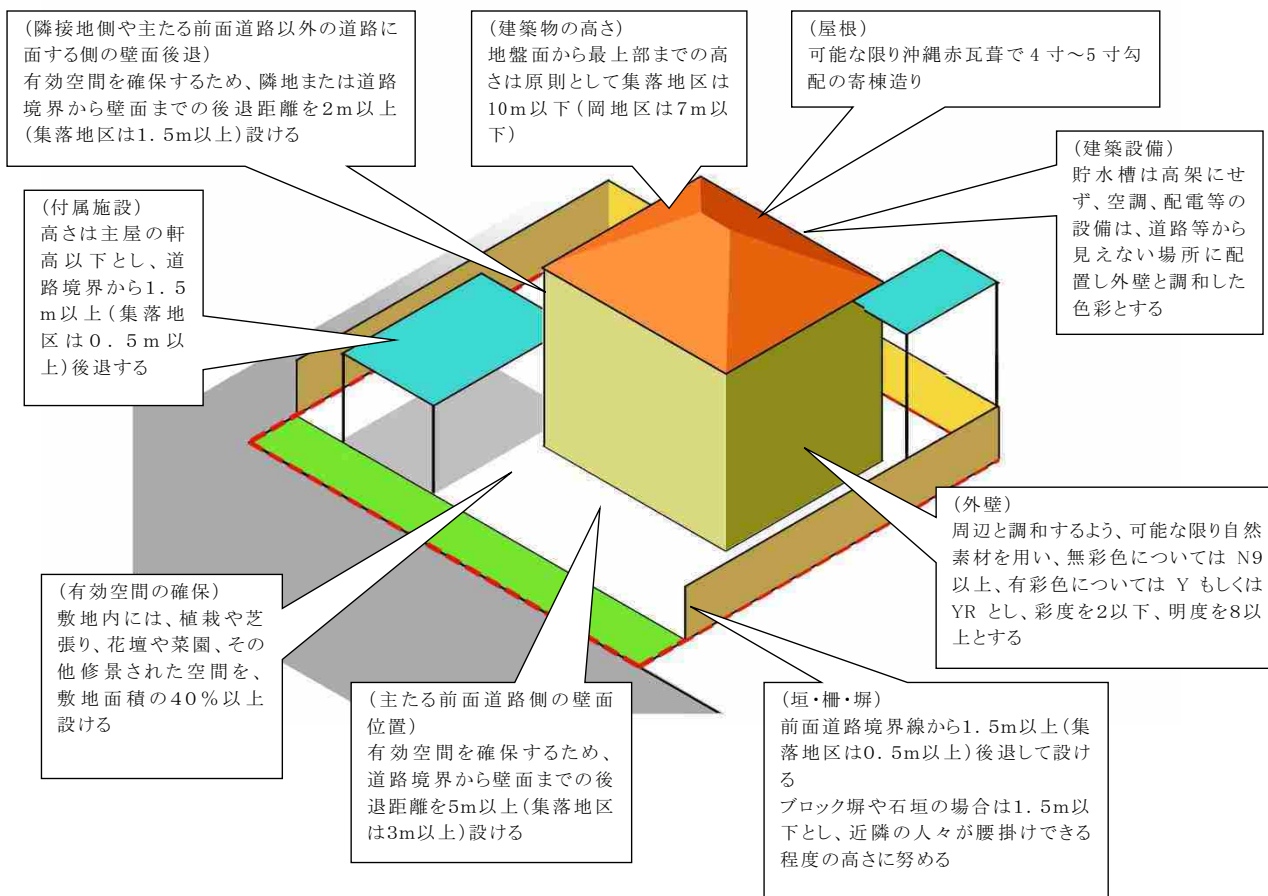 (隣接地側や主たる前面道路以外の道路に
面する側の壁面後退)
有効空間を確保するため、隣地または道路
境界から壁面までの後退距離を2m以上
(集落地区は1.5m以上)設ける
(建築物の高さ)
地盤面から最上部までの高
さは原則として集落地区は
10m以下(岡地区は7m以
下)
(屋根)
可能な限り沖縄赤瓦葺で4寸~5寸勾
配の寄棟造り
(建築設備)
貯水槽は高架にせ
ず、空調、配電等の
設備は、道路等から
見えない場所に配
置し外壁と調和した
色彩とする
(付属施設)
高さは主屋の軒
高以下とし、道
路境界から1.5
m以上(集落地
区は0.5m以
上)後退する
(外壁)
周辺と調和するよう、可能な限り自然
素材を用い、無彩色については N9
以上、有彩色については Y もしくは
YR とし、彩度を2以下、明度を8以
上とする
(有効空間の確保)
敷地内には、植栽や芝
張り、花壇や菜園、その
他修景された空間を、
敷地面積の40%以上
設ける
(主たる前面道路側の壁面
位置)
有効空間を確保するため、
道路境界から壁面までの後
退距離を5m以上(集落地区
は3m以上)設ける
(垣・柵・塀)
前面道路境界線から1.5m以上(集
落地区は0.5m以上)後退して設け
る
ブロック塀や石垣の場合は1.5m以
下とし、近隣の人々が腰掛けできる
程度の高さに努める